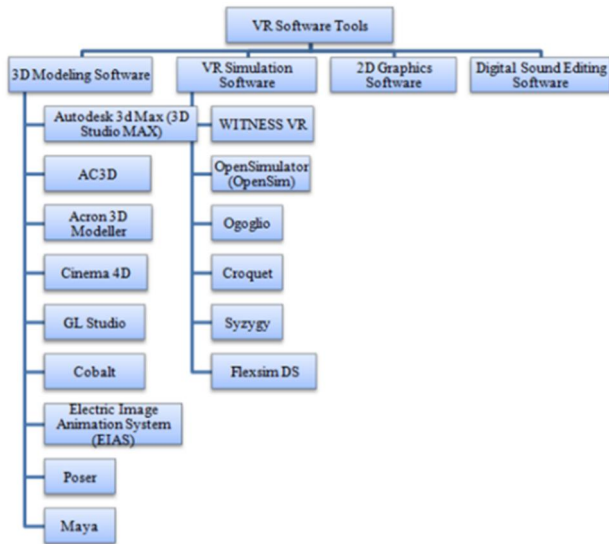 VR Software Tools
3D Modeling Software
VR Simulation
Software
2D Graphics
Software
Digital Sound Editing
Software
Autodesk 3d Max (3D
Studio MAX)
AC3D
Acron 3D
Modeller
Cinema 4D
GL Studio
Cobalt
Electric Image
Animation System
(EIAS)
Poser
Maya
WITNESS VR
OpenSimulator
(OpenSim)
Ogoglio
Croquet
Syzygy
Flexsim DS